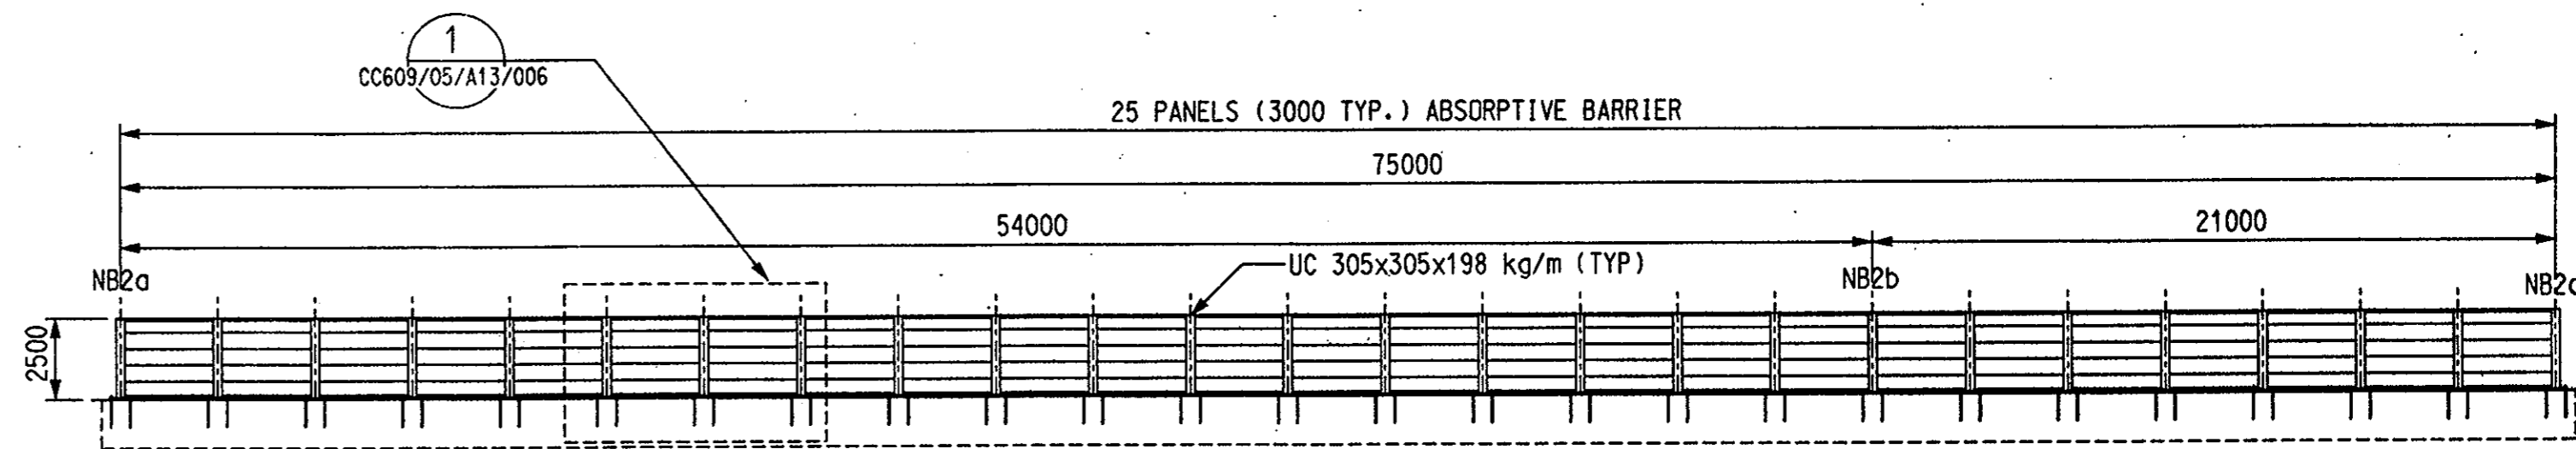 1
CC609/05/A13/006
25 PANELS (3000 TYP.) ABSORPTIVE BARRIER
75000
54000
21000
UC 305x305x198 kg/m (TYP)
NB2a
NB2b
NB2c
2500